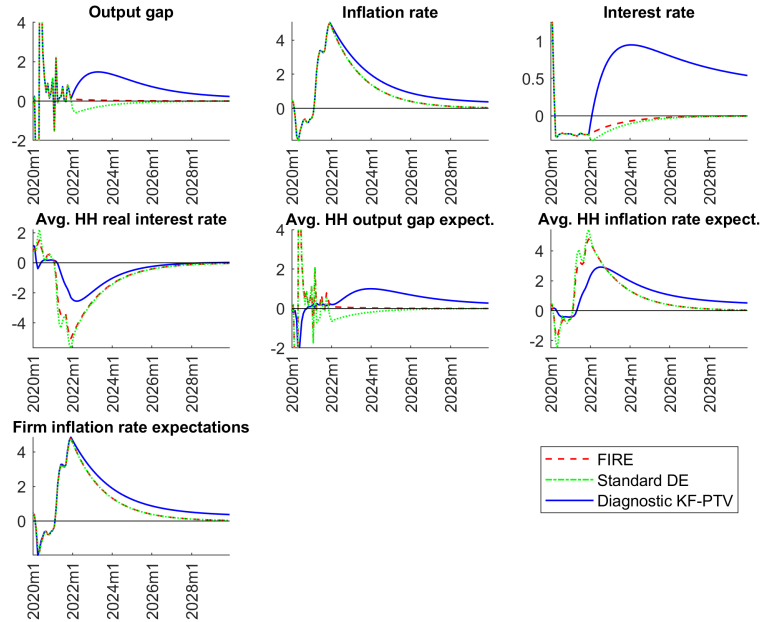 Output gap
4
2
0
-2
2020m1
2022m1
2024m1
2026m1
2028m1
Inflation rate
4
2
0
2020m1
2022m1
2024m1
2026m1
2028m1
Interest rate
1
0.5
0
2020m1
2022m1
2024m1
2026m1
2028m1
Avg. HH real interest rate
2
0
-2
-4
2020m1
2022m1
2024m1
2026m1
2028m1
Avg. HH output gap expect.
4
2
0
-2
2020m1
2022m1
2024m1
2026m1
2028m1
Avg. HH inflation rate expect.
4
2
0
-2
2020m1
2022m1
2024m1
2026m1
2028m1
Firm inflation rate expectations
4
2
0
2020m1
2022m1
2024m1
2026m1
2028m1
FIRE
Standard DE
Diagnostic KF-PTV